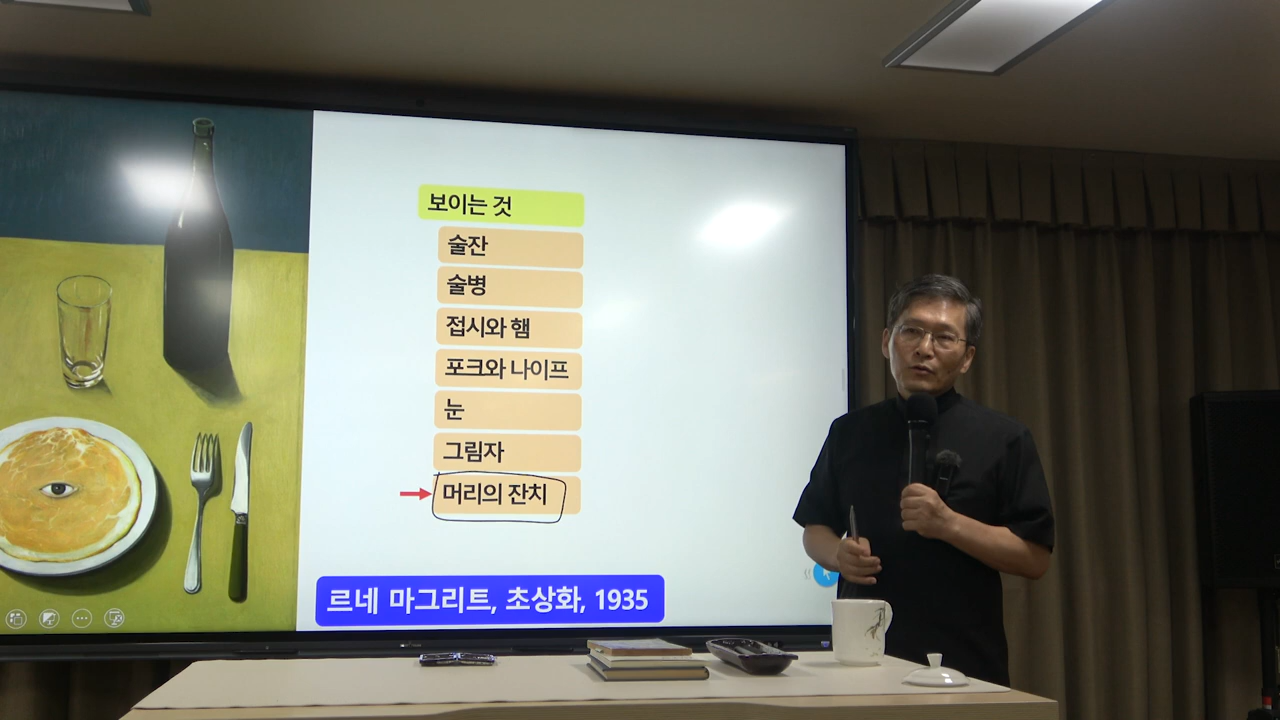 보이는 것
술잔
술병
접시와 햄
포크와 나이프
눈
그림자
머리의 잔치
르네 마그리트, 초상화, 1935